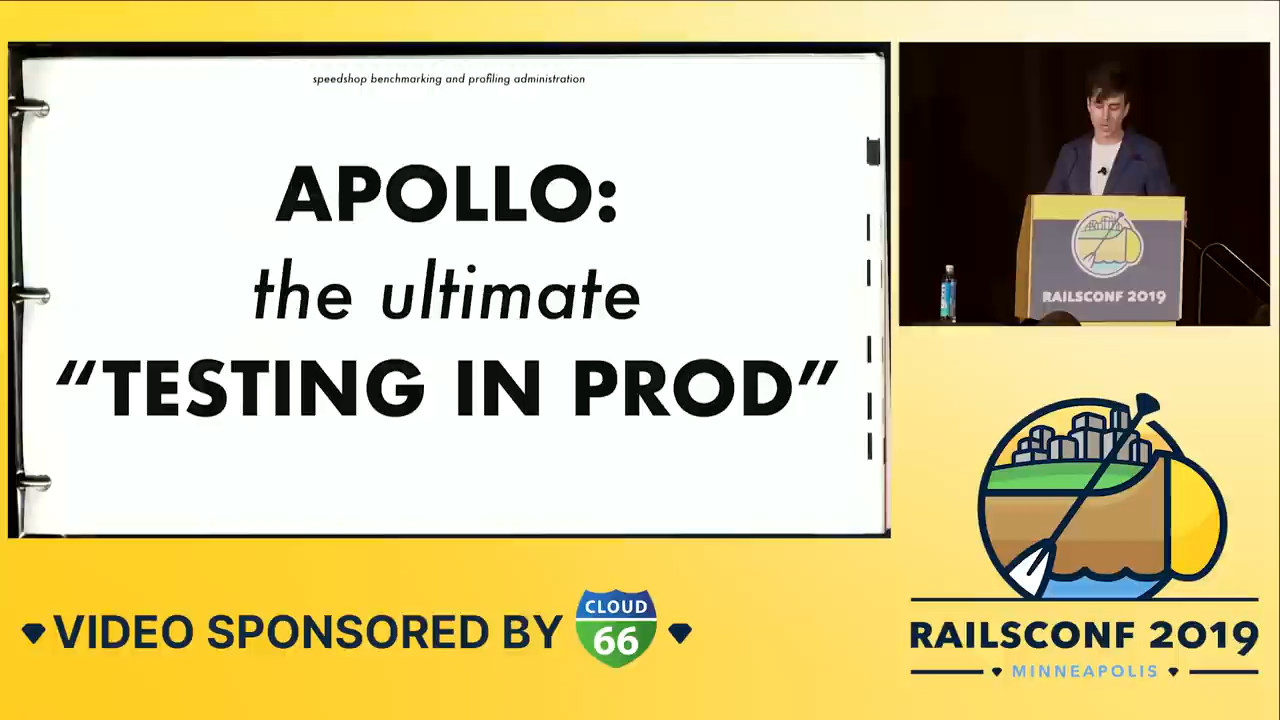 speedshop benchmarking and profiling administration
APOLLO:
the ultimate
“TESTING IN PROD”
RAILSCONF 2019
VIDEO SPONSORED BY
CLOUD
66
RAILSCONF 2019
MINNEAPOLIS